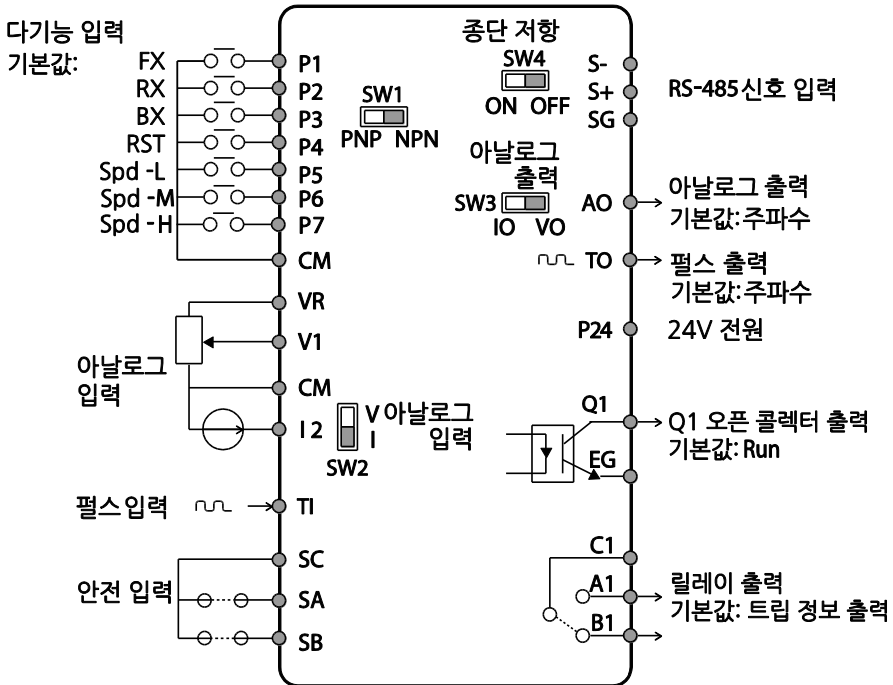 다기능 입력
기본값:
FX
RX
BX
RST
Spd -L
Spd -M
Spd -H
P1
P2
P3
P4
P5
P6
P7
CM
SW1
PNP NPN
종단 저항
SW4
ON OFF
S-
S+
SG
RS-485 신호 입력
아날로그
출력
SW3
IO VO
AO
아날로그 출력
기본값: 주파수
TO
펄스 출력
기본값: 주파수
P24
24V 전원
VR
V1
CM
I2
아날로그
입력
V
I
SW2
아날로그
입력
Q1
EG
Q1 오픈 콜렉터 출력
기본값: Run
펄스 입력
TI
안전 입력
SC
SA
SB
C1
A1
B1
릴레이 출력
기본값: 트립 정보 출력